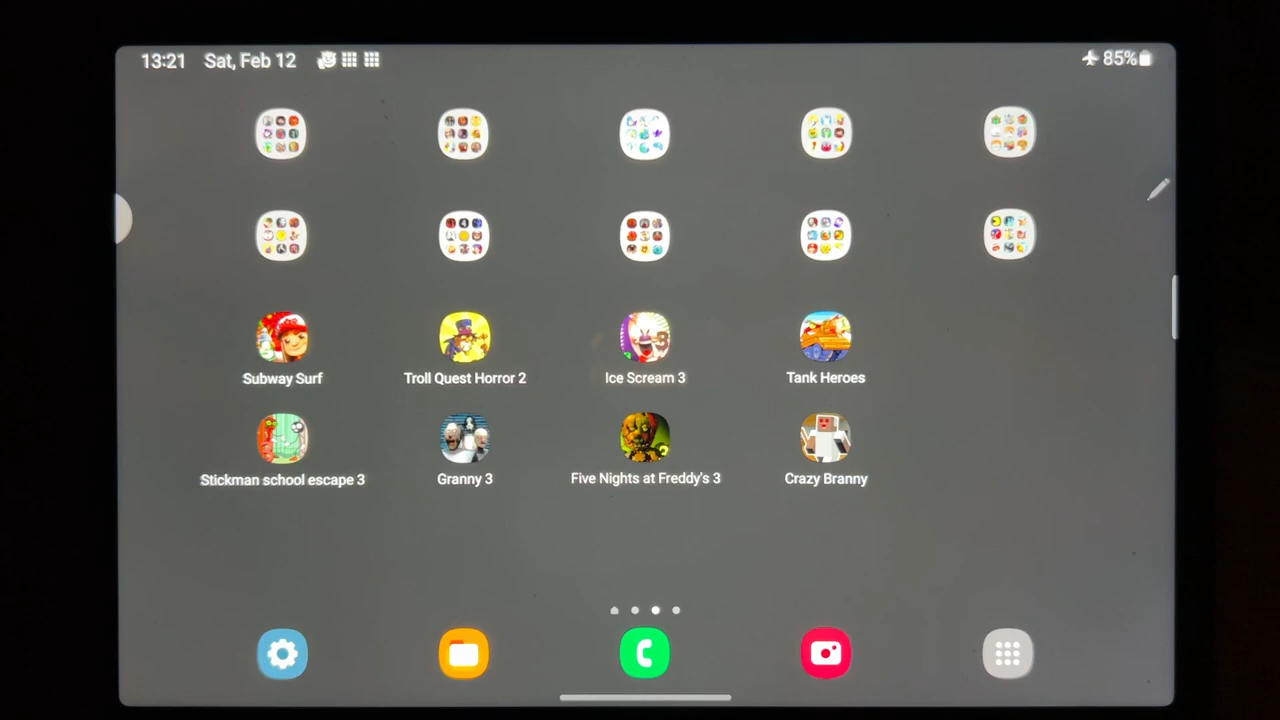 13:21 Sat, Feb 12 85%
Subway Surf Troll Quest Horror 2 Ice Scream 3 Tank Heroes
Stickman school escape 3 Granny 3 Five Nights at Freddy's 3 Crazy Branny